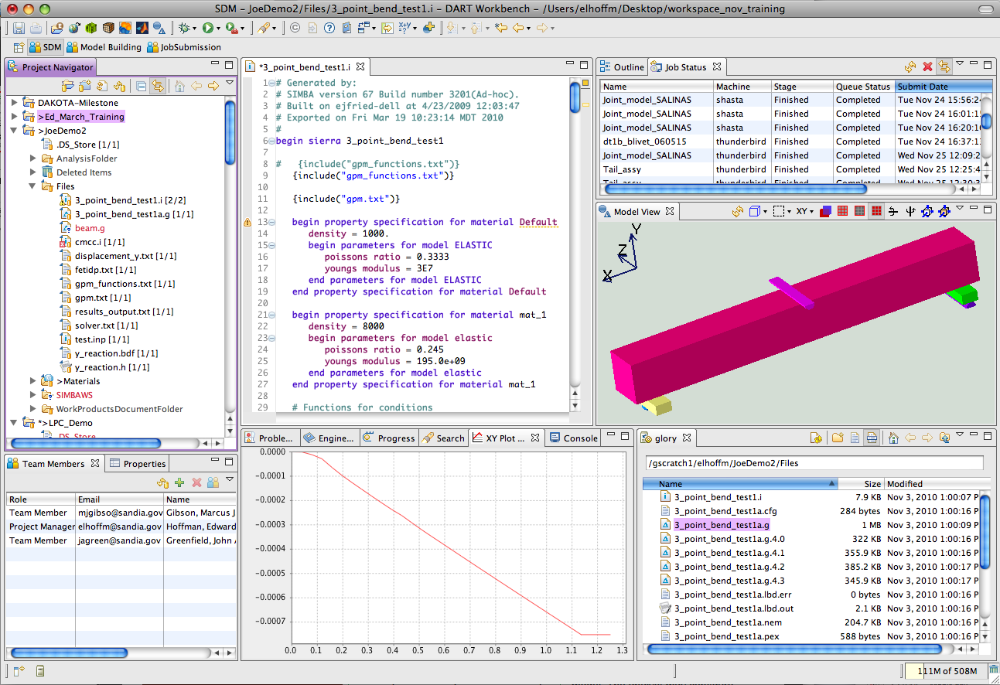 SDM – JoeDemo2/Files/3_point_bend_test1.i – DART Workbench – /Users/elhoffm/Desktop/workspace_nov_training
SDM Model Building JobSubmission
Project Navigator
DAKOTA-Milestone
>Ed_March_Training
>JoeDemo2
.DS_Store [1/1]
AnalysisFolder
Deleted Items
Files
3_point_bend_test1.i [2/2]
3_point_bend_test1a.g [1/1]
beam.g
cmcc.i [1/1]
displacement_y.txt [1/1]
fetidp.txt [1/1]
gpm_functions.txt [1/1]
gpm.txt [1/1]
results_output.txt [1/1]
solver.txt [1/1]
test.inp [1/1]
y_reaction.bdf [1/1]
y_reaction.h [1/1]
>Materials
SIMBAWS
WorkProductsDocumentFolder
*>LPC_Demo
.DS_Store
*3_point_bend_test1.i
1 # Generated by:
2 # SIMBA version 67 Build number 3201(Ad-hoc).
3 # Built on ejfried-dell at 4/23/2009 12:03:47
4 # Exported on Fri Mar 19 10:23:14 MDT 2010
5 #
6 begin sierra 3_point_bend_test1
7
8 # {include("gpm_functions.txt")}
9 {include("gpm_functions.txt")}
10
11 {include("gpm.txt")}
12
13 begin property specification for material Default
14 density = 1000.
15 begin parameters for model ELASTIC
16 poissons ratio = 0.3333
17 youngs modulus = 3E7
18 end parameters for model ELASTIC
19 end property specification for material Default
20
21 begin property specification for material mat_1
22 density = 8000
23 begin parameters for model elastic
24 poissons ratio = 0.245
25 youngs modulus = 195.0e+09
26 end parameters for model elastic
27 end property specification for material mat_1
28
29 # Functions for conditions
Outline Job Status
Name Machine Stage Queue Status Submit Date
Joint_model_SALINAS shasta Finished Completed Tue Nov 24 15:56:24
Joint_model_SALINAS shasta Finished Completed Tue Nov 24 16:01:1
Joint_model_SALINAS shasta Finished Completed Tue Nov 24 16:20:10
dt1b_blivet_060515 thunderbird Finished Completed Tue Nov 24 16:37:1
Joint_model_SALINAS thunderbird Finished Completed Wed Nov 25 12:09:2
Tail_assy thunderbird Finished Completed Wed Nov 25 12:25:4
Tail_assy thunderbird Finished Completed Wed Nov 25 12:30:3
Model View XY
Y
Z
X
Team Members Properties
Role Email Name
Team Member mjgibso@sandia.gov Gibson, Marcus J
Project Manager elhoffm@sandia.gov Hoffman, Edward
Team Member jagreen@sandia.gov Greenfield, John
Proble... Engine... Progress Search XY Plot ... Console
0.0000
-0.0001
-0.0002
-0.0003
-0.0004
-0.0005
-0.0006
-0.0007
0.0 0.1 0.2 0.3 0.4 0.5 0.6 0.7 0.8 0.9 1.0 1.1 1.2 1.3
glory
/gscratch1/elhoffm/JoeDemo2/Files
Name Size Modified
3_point_bend_test1.i 7.9 KB Nov 3, 2010 1:00:07 P
3_point_bend_test1a.cfg 284 bytes Nov 3, 2010 1:00:16 P
3_point_bend_test1a.g 1 MB Nov 3, 2010 1:00:09 P
3_point_bend_test1a.g.4.0 322 KB Nov 3, 2010 1:00:16 P
3_point_bend_test1a.g.4.1 355.9 KB Nov 3, 2010 1:00:16 P
3_point_bend_test1a.g.4.2 385.2 KB Nov 3, 2010 1:00:17 P
3_point_bend_test1a.g.4.3 345.9 KB Nov 3, 2010 1:00:17 P
3_point_bend_test1a.lbd.err 0 bytes Nov 3, 2010 1:00:16 P
3_point_bend_test1a.lbd.out 2.1 KB Nov 3, 2010 1:00:16 P
3_point_bend_test1a.nem 204.7 KB Nov 3, 2010 1:00:16 P
3_point_bend_test1a.pex 588 bytes Nov 3, 2010 1:00:16 P
111M of 508M